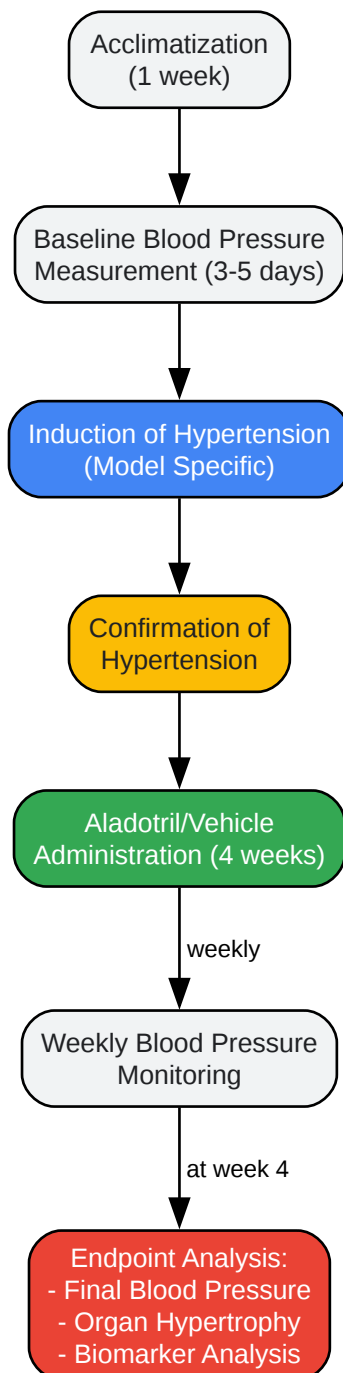 Acclimatization
(1 week)
Baseline Blood Pressure
Measurement (3-5 days)
Induction of Hypertension
(Model Specific)
Confirmation of
Hypertension
Aladotril/Vehicle
Administration (4 weeks)
weekly
Weekly Blood Pressure
Monitoring
at week 4
Endpoint Analysis:
- Final Blood Pressure
- Organ Hypertrophy
- Biomarker Analysis